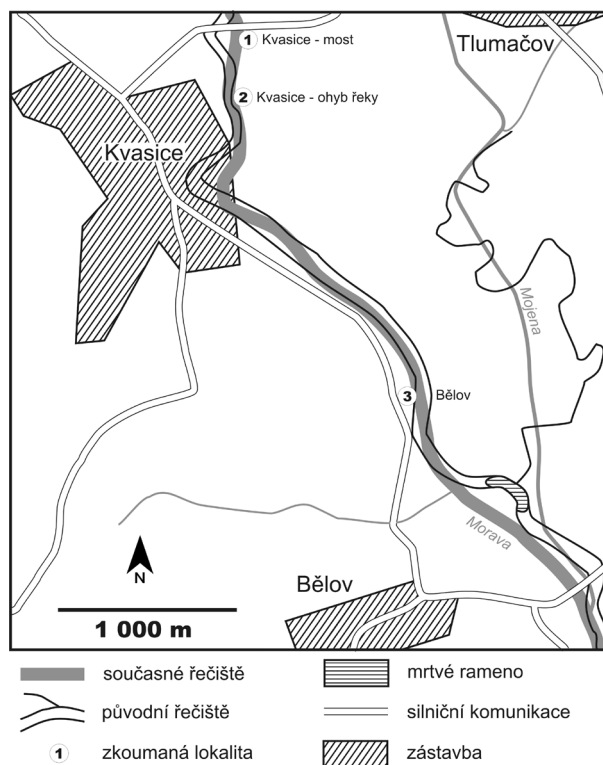 1 Kvasice - most
Tlumačov
2 Kvasice - ohyb řeky
Kvasice
Mojena
3 Bělov
Morava
N
Bělov
1 000 m
současné řečiště
mrtvé rameno
původní řečiště
silniční komunikace
1 zkoumaná lokalita
zástavba